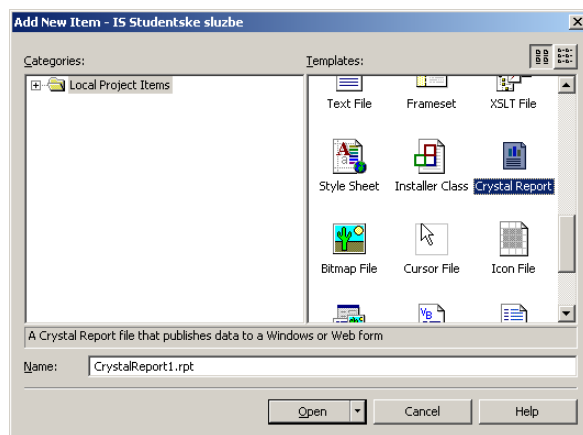 Add New Item - IS Studentske sluzbe
Categories:
Templates:
Local Project Items
Text File
Frameset
XSLT File
Style Sheet
Installer Class
Crystal Report
Bitmap File
Cursor File
Icon File
VB
A Crystal Report file that publishes data to a Windows or Web form
Name:
CrystalReport1.rpt
Open
Cancel
Help